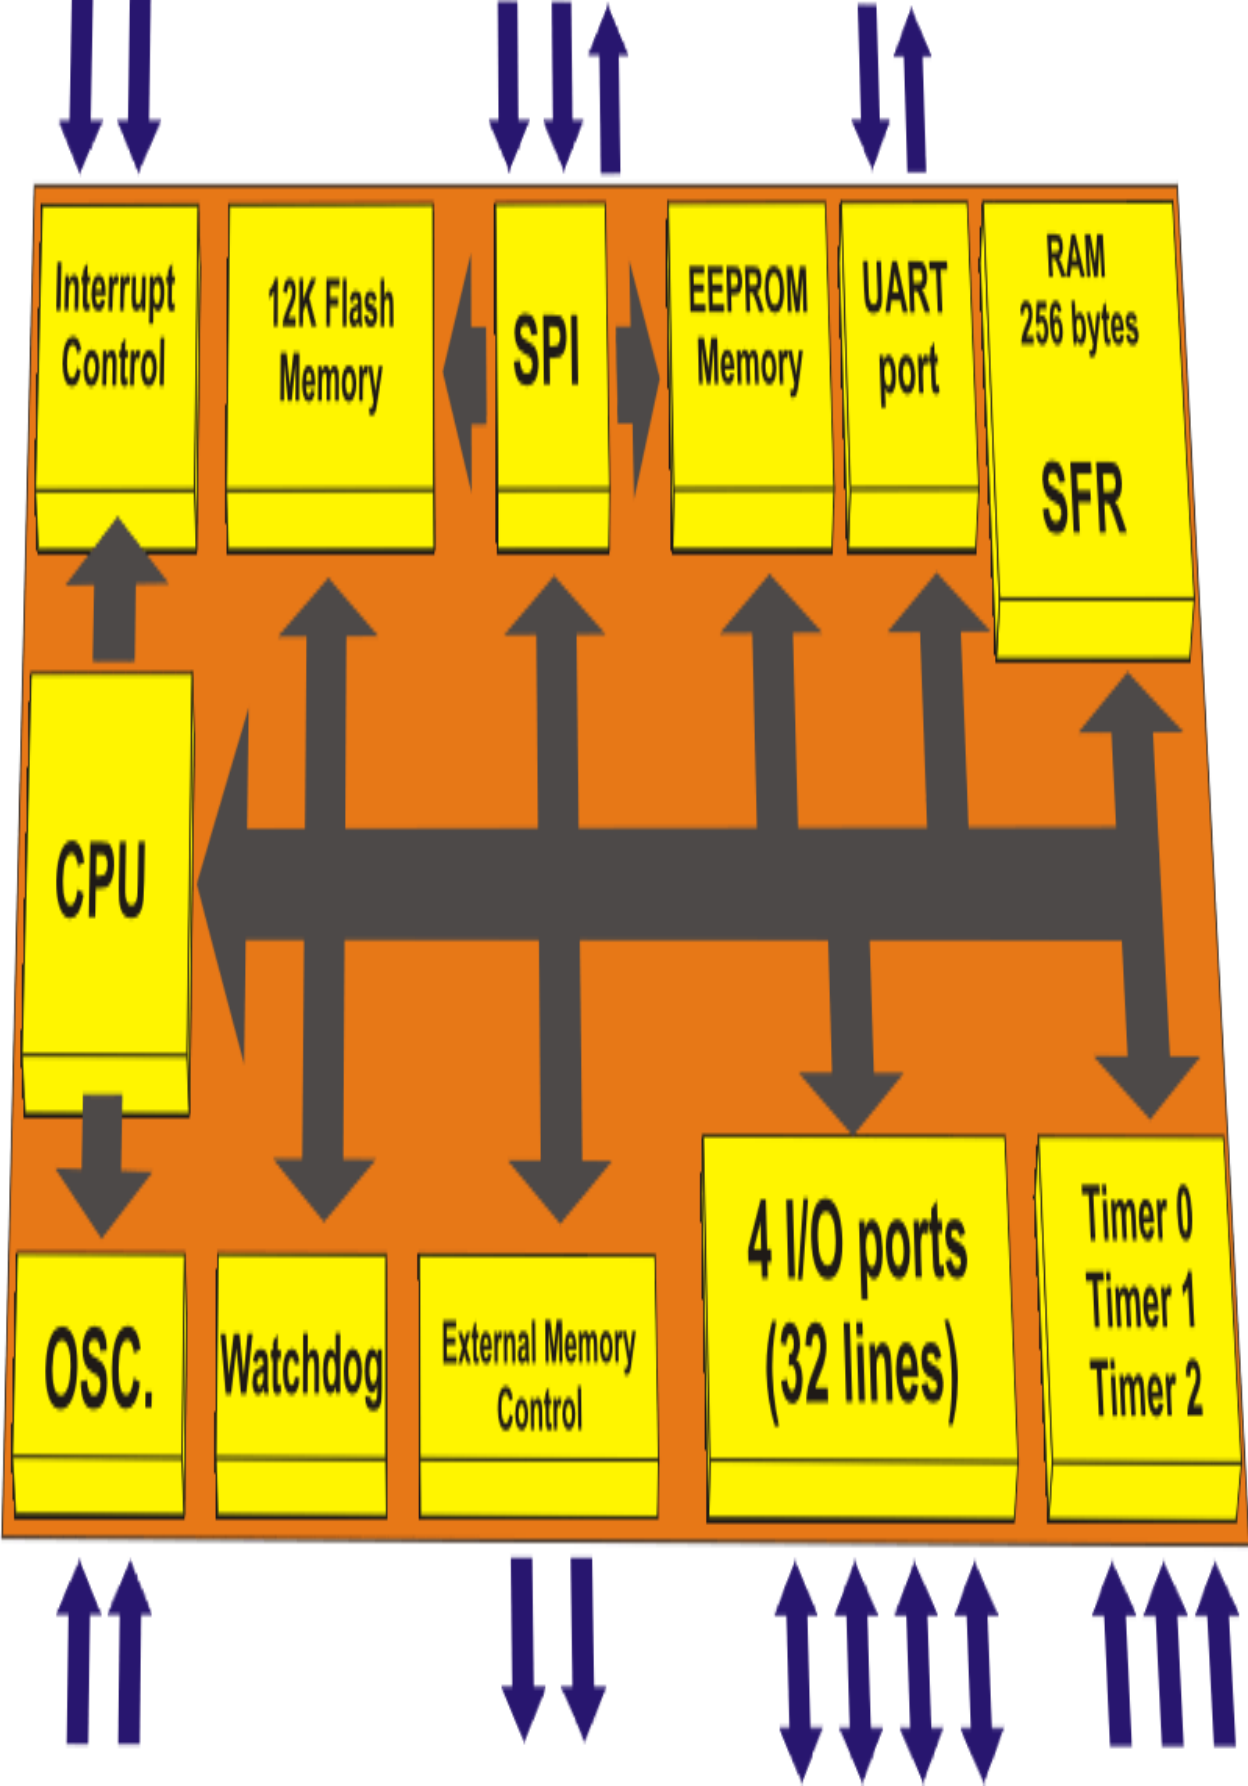 Interrupt
Control
12K Flash
Memory
SPI
EEPROM
Memory
UART
port
RAM
256 bytes
SFR
CPU
OSC.
Watchdog
External Memory
Control
4 I/O ports
(32 lines)
Timer 0
Timer 1
Timer 2